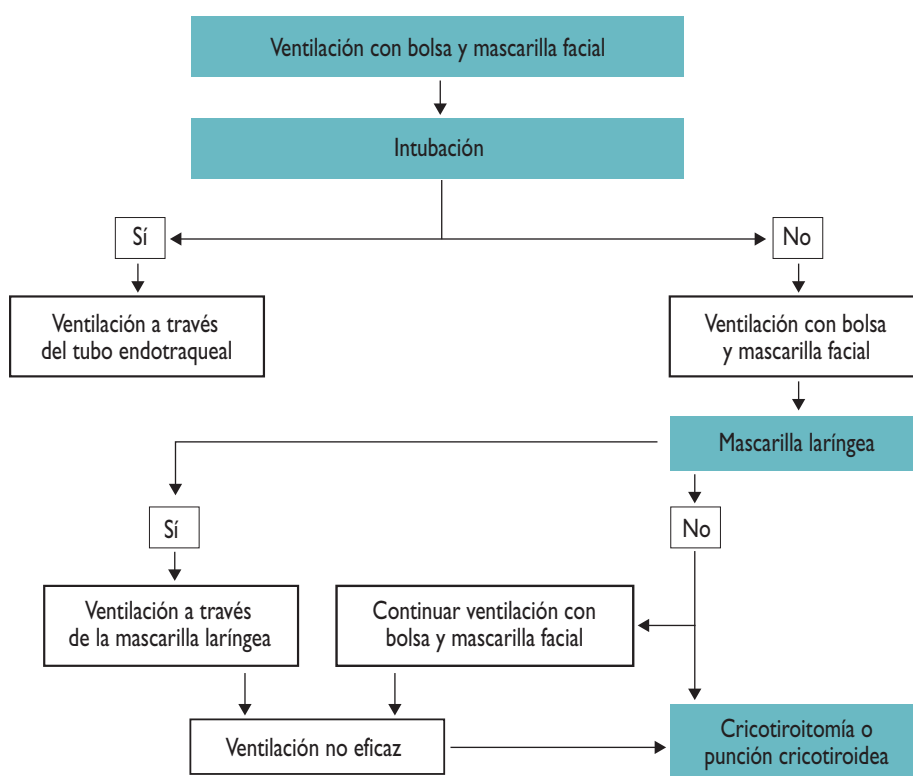 Ventilación con bolsa y mascarilla facial
Intubación
Sí
No
Ventilación a través
del tubo endotraqueal
Ventilación con bolsa
y mascarilla facial
Mascarilla laríngea
Sí
No
Ventilación a través
de la mascarilla laríngea
Continuar ventilación con
bolsa y mascarilla facial
Ventilación no eficaz
Cricotiroitomía o
punción cricotiroidea